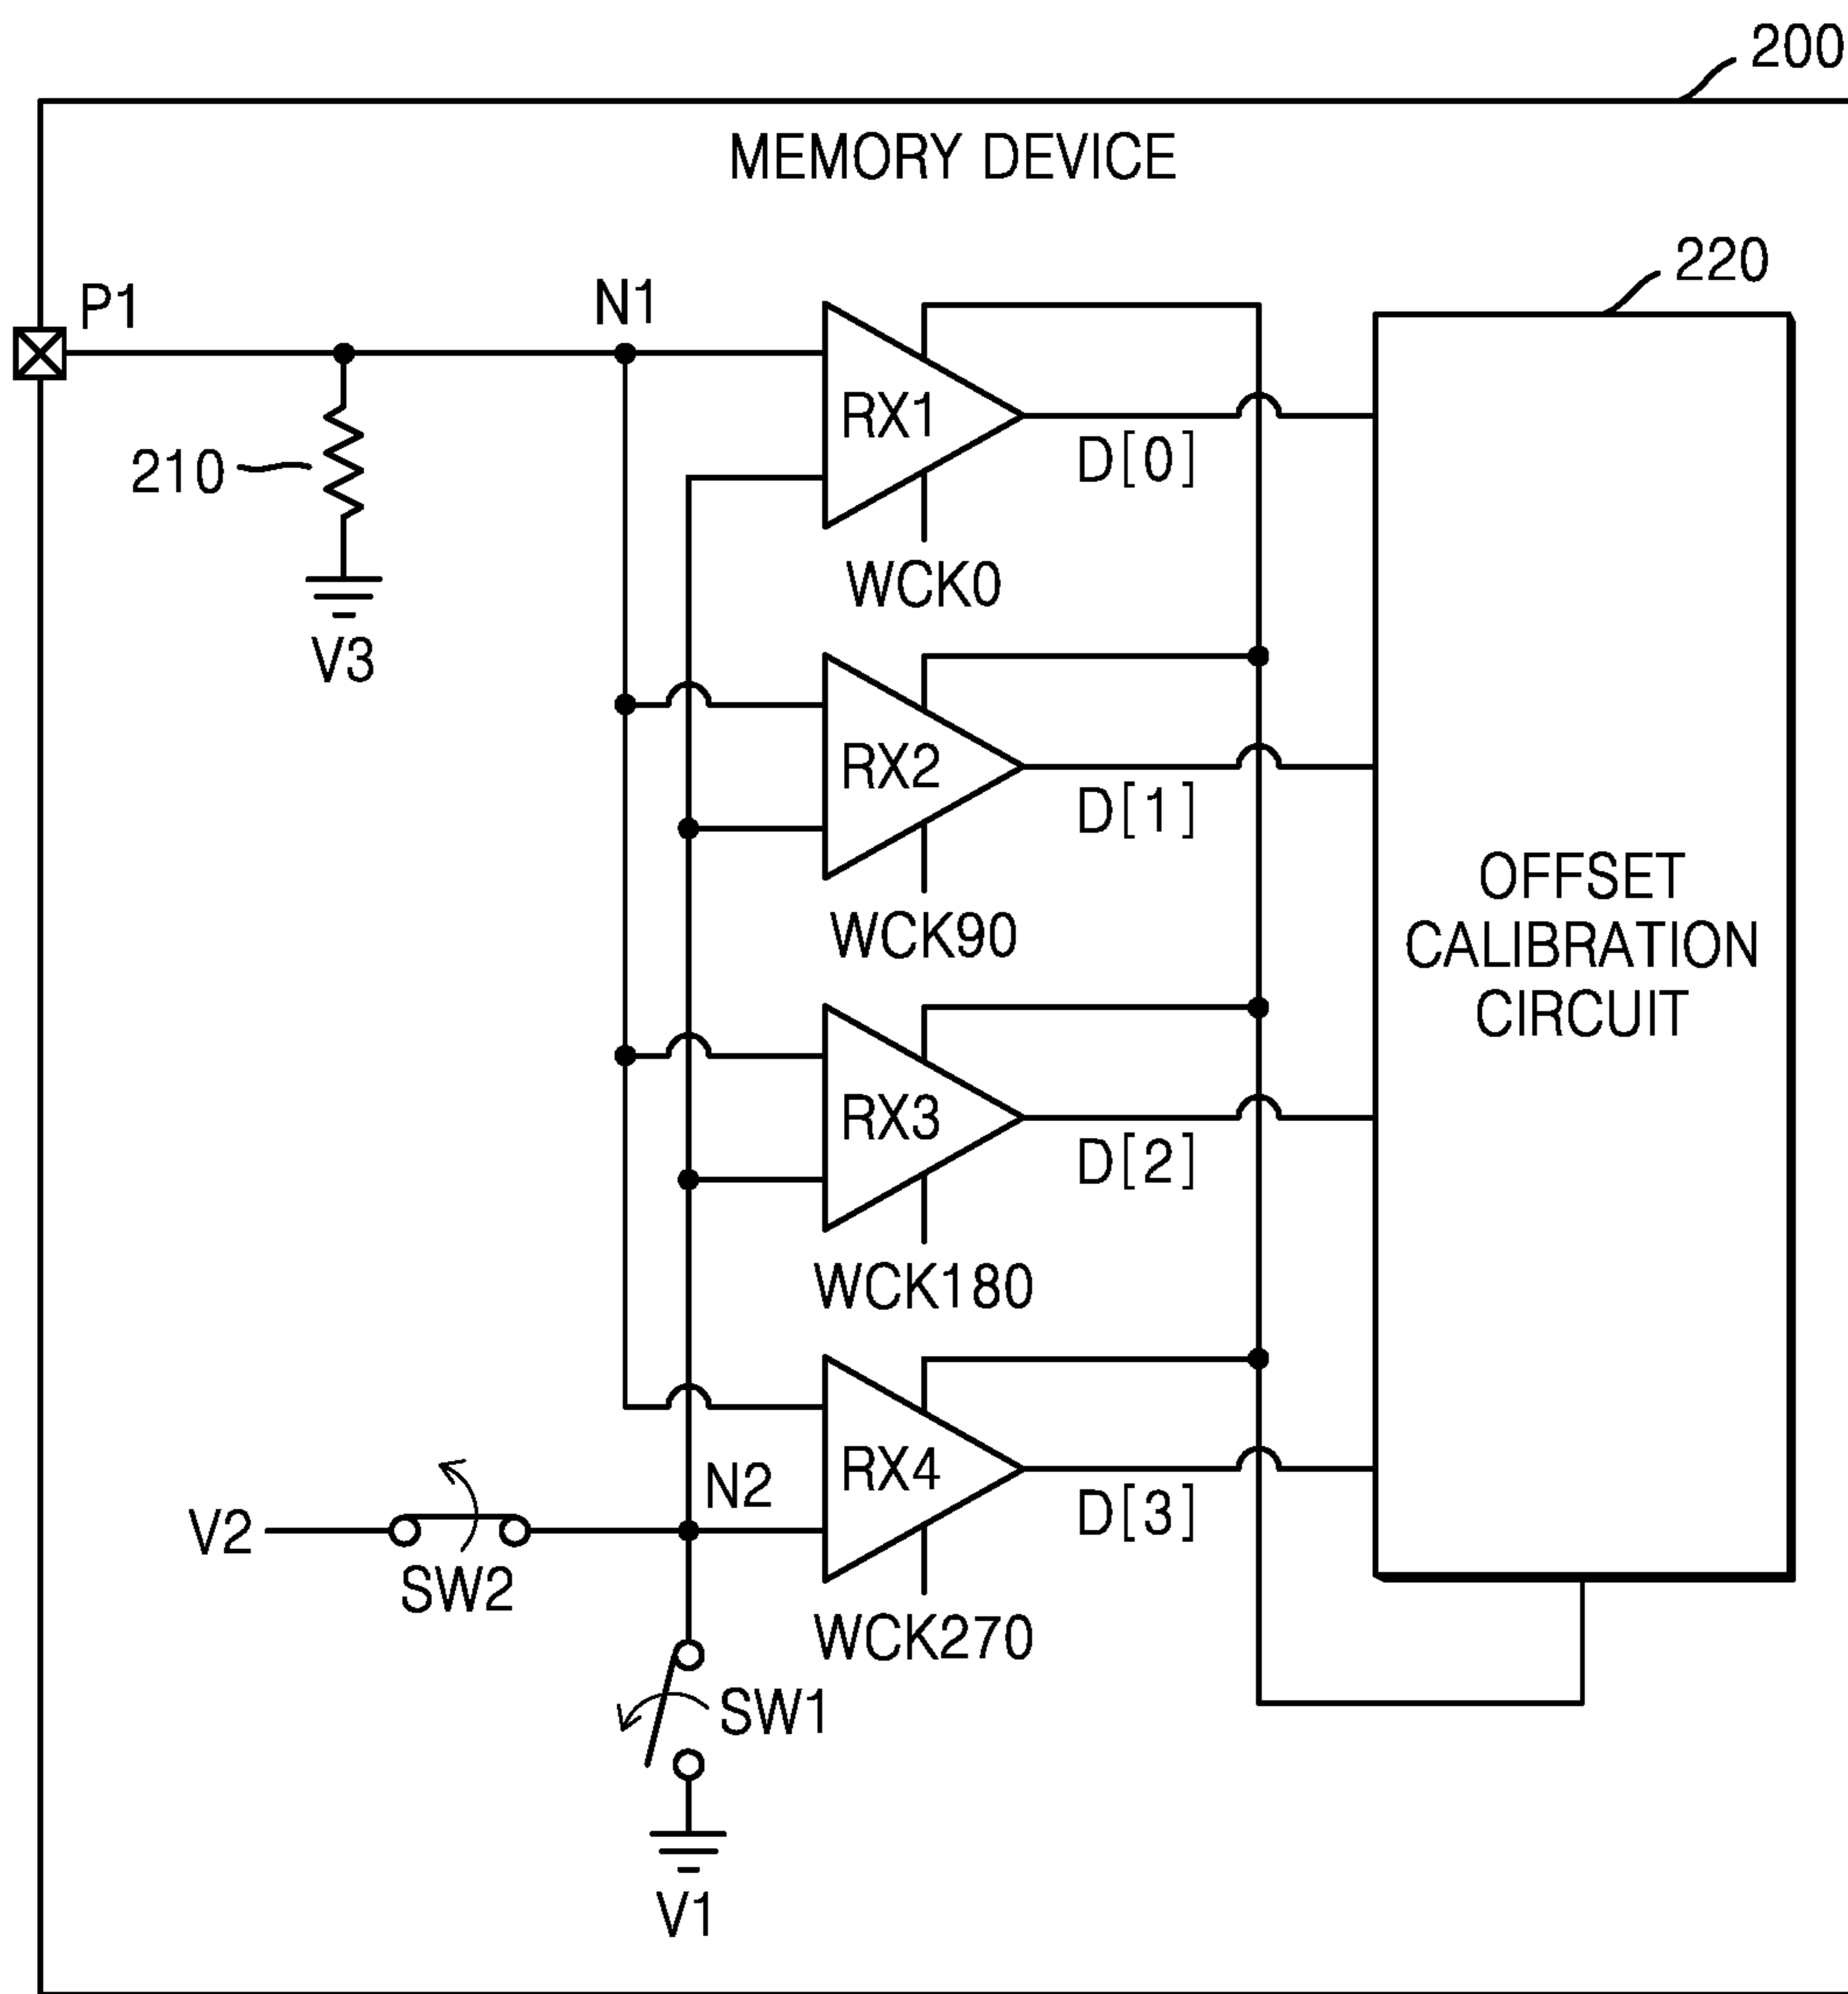 200
MEMORY DEVICE
220
P1
N1
RX1
210
D[0]
WCK0
V3
RX2
D[1]
OFFSET
CALIBRATION
CIRCUIT
WCK90
RX3
D[2]
WCK180
RX4
N2
V2
D[3]
SW2
WCK270
SW1
V1